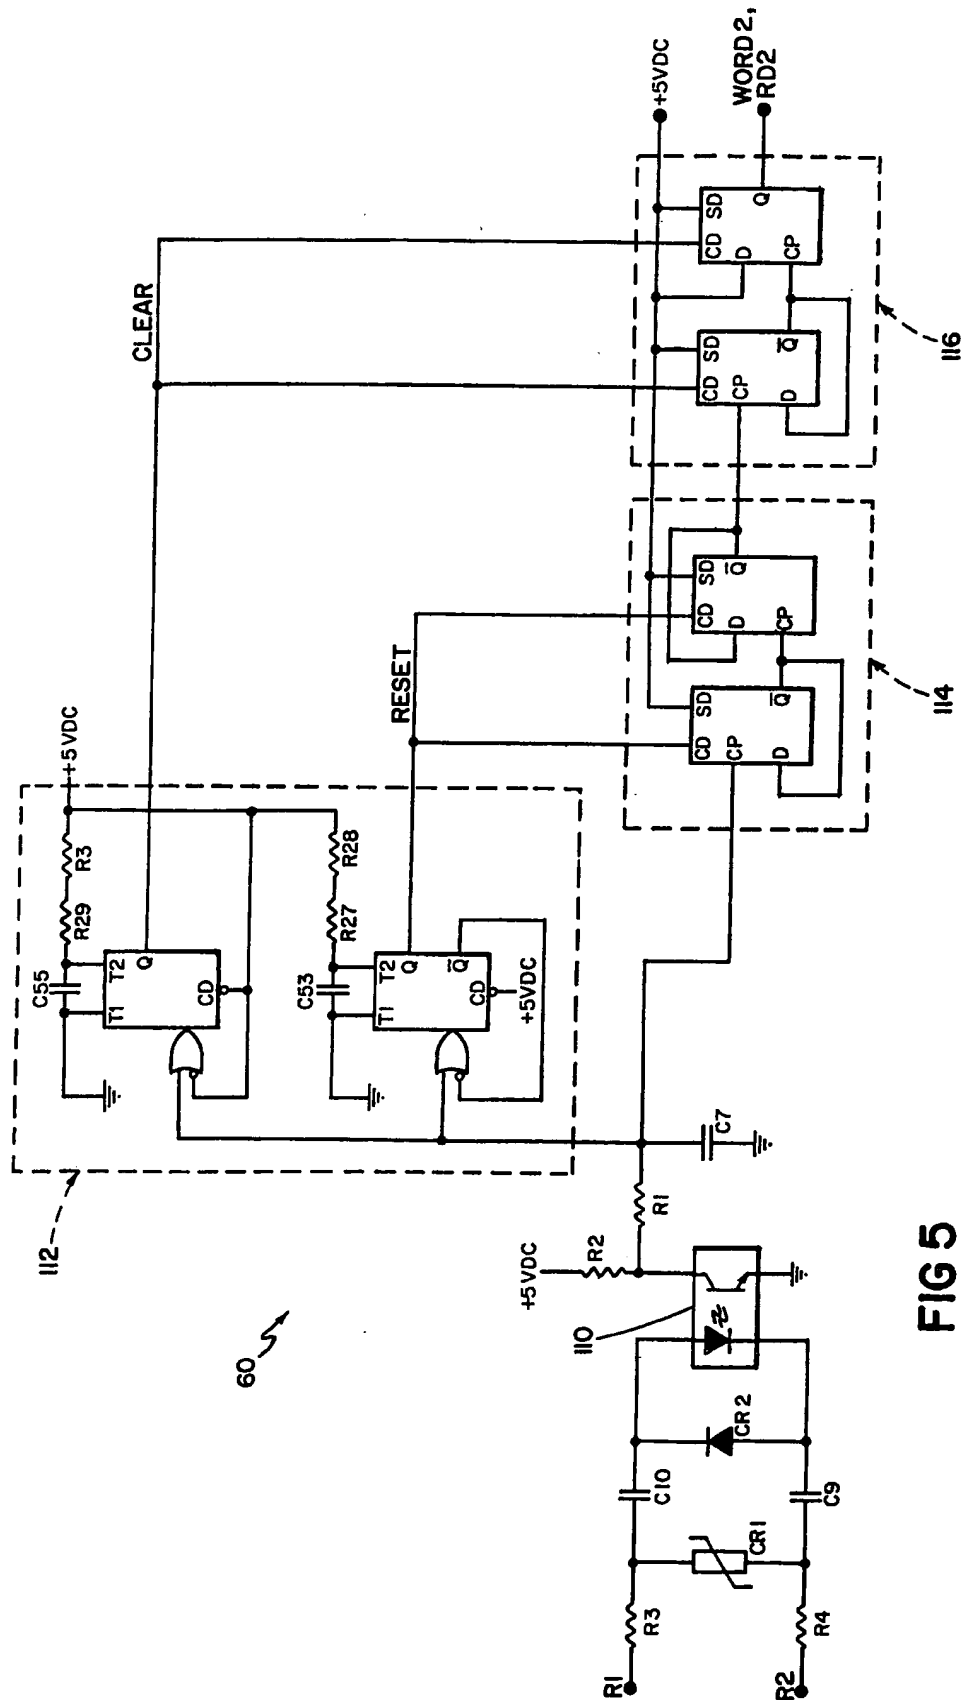 112
+5VDC
C55
R29
R3
T1
T2
Q
CD
CLEAR
C53
R27
R28
T1
T2
Q
Q̅
CD
+5VDC
RESET
60
110
+5VDC
R2
R1
C7
R1
R3
C10
CR1
CR2
R2
R4
C9
+5VDC
CD
SD
CP
D
Q̅
CD
SD
D
CP
Q̅
114
CD
SD
CP
D
Q̅
CD
SD
D
CP
Q
116
WORD2,
RD2
FIG 5